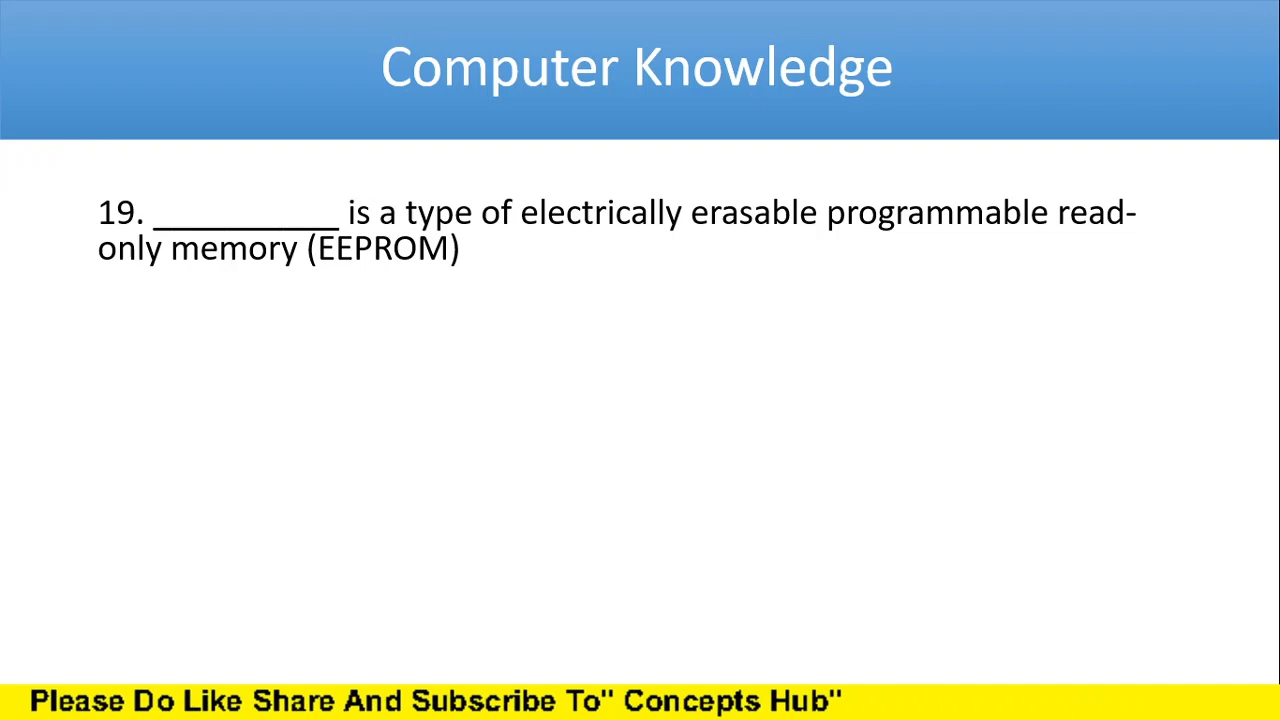 Computer Knowledge
19. __________ is a type of electrically erasable programmable read-
only memory (EEPROM)
Please Do Like Share And Subscribe To" Concepts Hub"